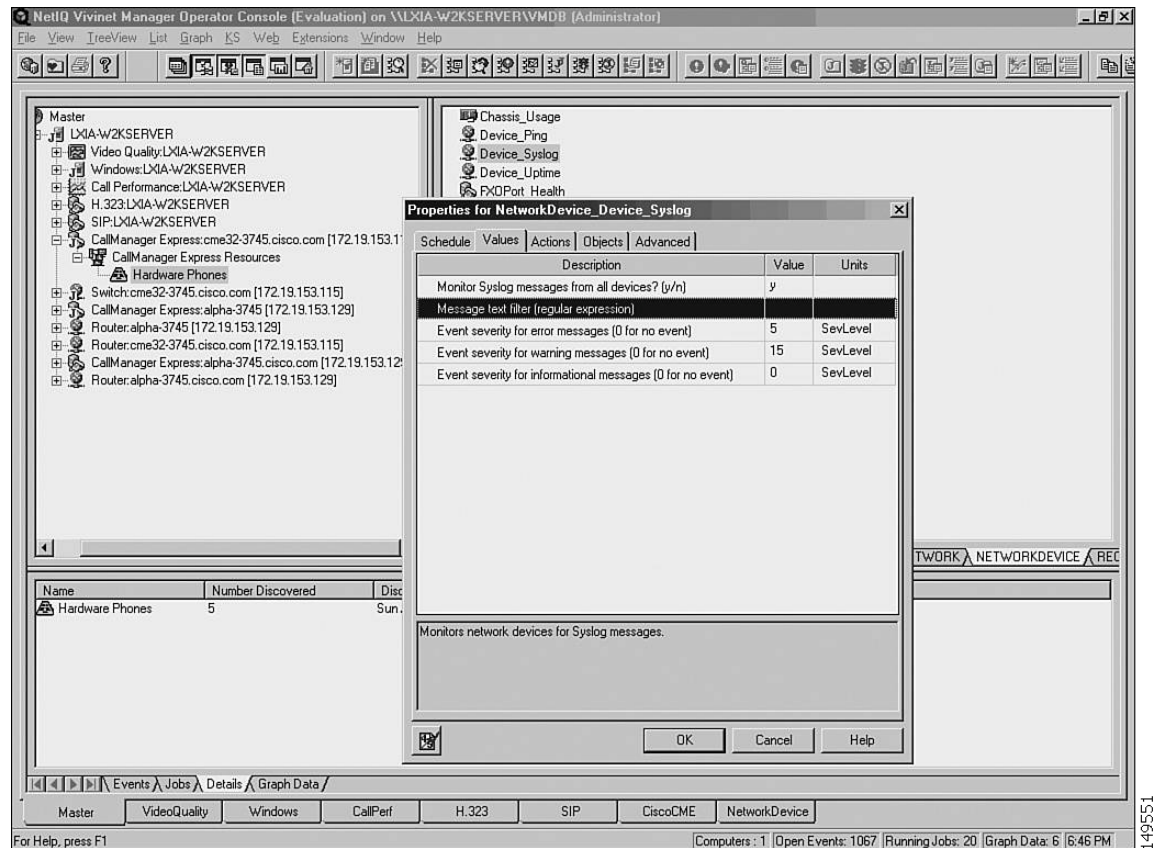 NetIQ Vivinet Manager Operator Console (Evaluation) on \\LXIA-W2KSERVER\VMDB (Administrator)
File View TreeView List Graph KS Web Extensions Window Help
Master
LXIA-W2KSERVER
Video Quality:LXIA-W2KSERVER
Windows:LXIA-W2KSERVER
Call Performance:LXIA-W2KSERVER
H.323:LXIA-W2KSERVER
SIP:LXIA-W2KSERVER
CallManager Express:cme32-3745.cisco.com [172.19.153.1
CallManager Express Resources
Hardware Phones
Switch:cme32-3745.cisco.com [172.19.153.115]
CallManager Express:alpha-3745 [172.19.153.129]
Router:alpha-3745 [172.19.153.129]
Router:cme32-3745.cisco.com [172.19.153.115]
CallManager Express:alpha-3745.cisco.com [172.19.153.12
Router:alpha-3745.cisco.com [172.19.153.129]
Chassis_Usage
Device_Ping
Device_Syslog
Device_Uptime
FXOPort_Health
Properties for NetworkDevice_Device_Syslog
Schedule Values Actions Objects Advanced
Description Value Units
Monitor Syslog messages from all devices? (y/n) y
Message text filter (regular expression)
Event severity for error messages (0 for no event) 5 SevLevel
Event severity for warning messages (0 for no event) 15 SevLevel
Event severity for informational messages (0 for no event) 0 SevLevel
Monitors network devices for Syslog messages.
OK Cancel Help
TWORK NETWORKDEVICE REC
Name Number Discovered Disc
Hardware Phones 5 Sun.
Events Jobs Details Graph Data
Master VideoQuality Windows CallPerf H.323 SIP CiscoCME NetworkDevice
For Help, press F1
Computers : 1 Open Events: 1067 Running Jobs: 20 Graph Data: 6 6:46 PM
149551